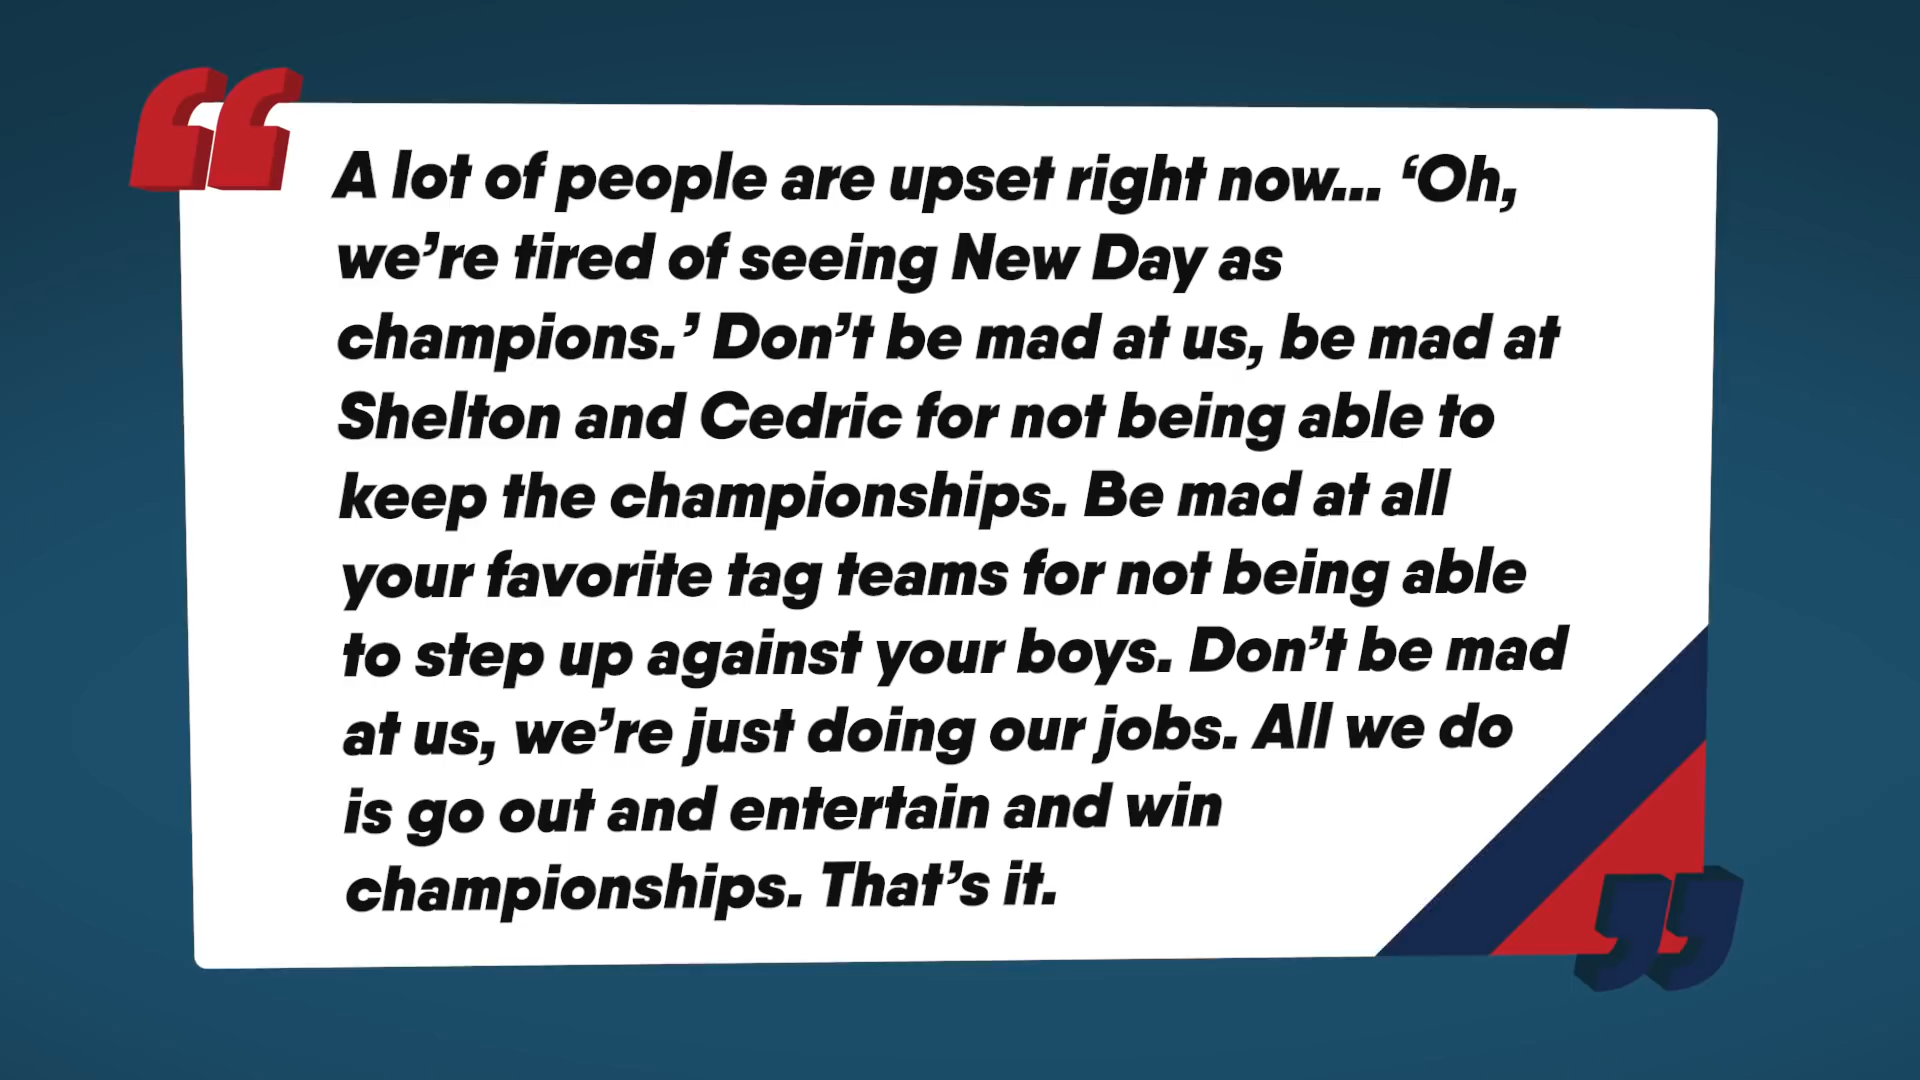 A lot of people are upset right now... ‘Oh,
we’re tired of seeing New Day as
champions.’ Don’t be mad at us, be mad at
Shelton and Cedric for not being able to
keep the championships. Be mad at all
your favorite tag teams for not being able
to step up against your boys. Don’t be mad
at us, we’re just doing our jobs. All we do
is go out and entertain and win
championships. That’s it.